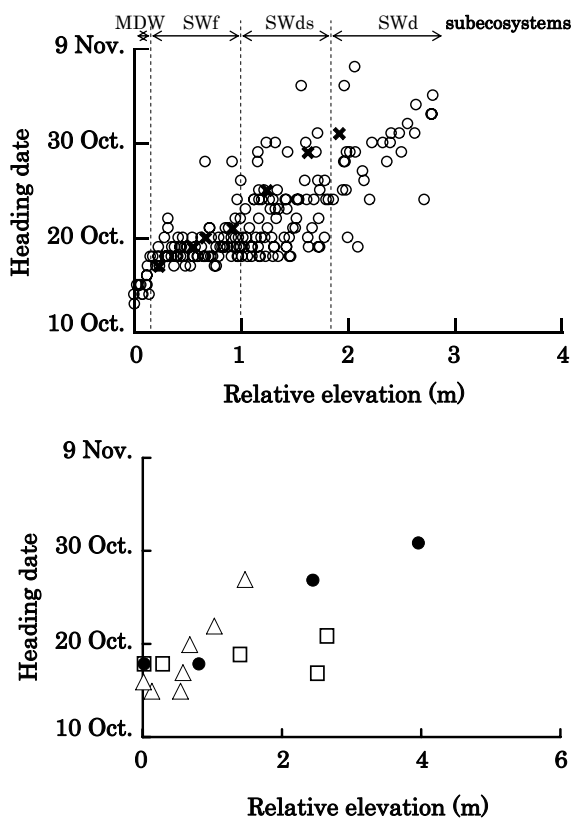 MDW SWf SWds SWd subecosystems
9 Nov.
30 Oct.
20 Oct.
10 Oct.
Heading date
0 1 2 3 4
Relative elevation (m)
9 Nov.
30 Oct.
20 Oct.
10 Oct.
Heading date
0 2 4 6
Relative elevation (m)